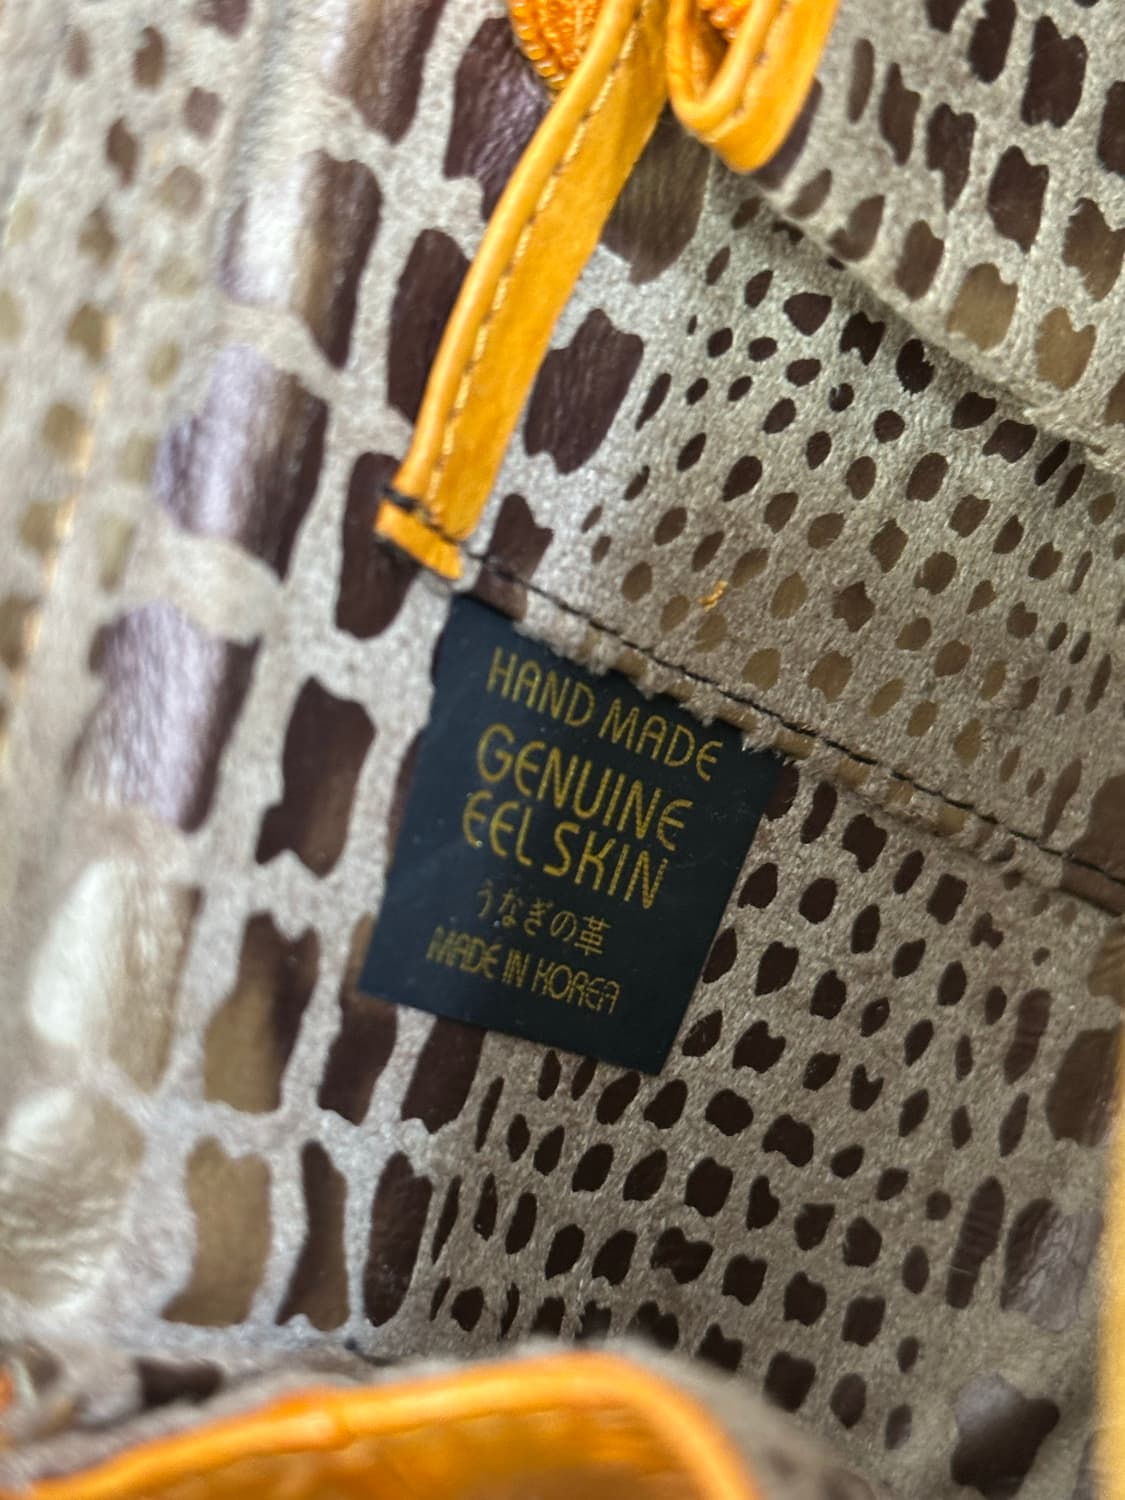 HAND MADE
GENUINE
EEL SKIN
うなぎの革
MADE IN KOREA